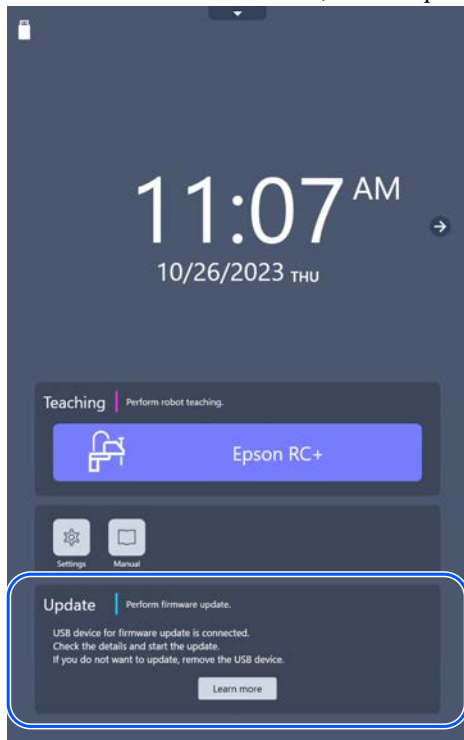 11:07 AM
10/26/2023 THU
Teaching Perform robot teaching.
Epson RC+
Settings Manual
Update Perform firmware update.
USB device for firmware update is connected.
Check the details and start the update.
If you do not want to update, remove the USB device.
Learn more